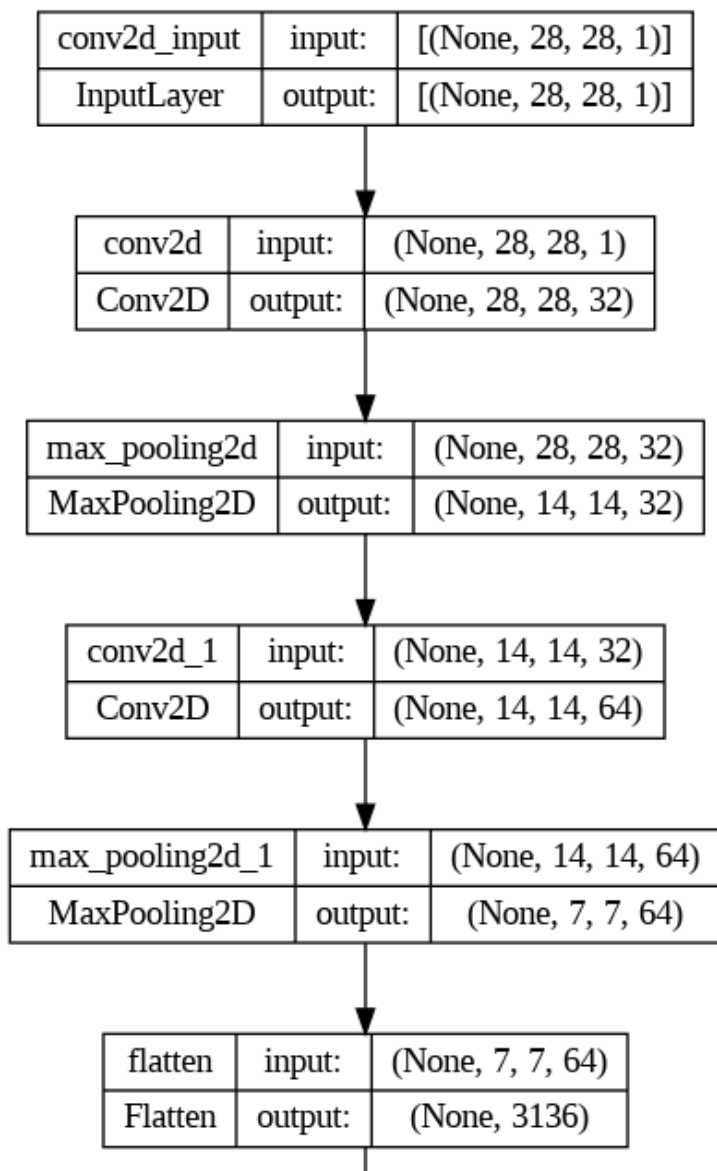 conv2d_input input: [(None, 28, 28, 1)]
InputLayer output: [(None, 28, 28, 1)]
conv2d input: (None, 28, 28, 1)
Conv2D output: (None, 28, 28, 32)
max_pooling2d input: (None, 28, 28, 32)
MaxPooling2D output: (None, 14, 14, 32)
conv2d_1 input: (None, 14, 14, 32)
Conv2D output: (None, 14, 14, 64)
max_pooling2d_1 input: (None, 14, 14, 64)
MaxPooling2D output: (None, 7, 7, 64)
flatten input: (None, 7, 7, 64)
Flatten output: (None, 3136)